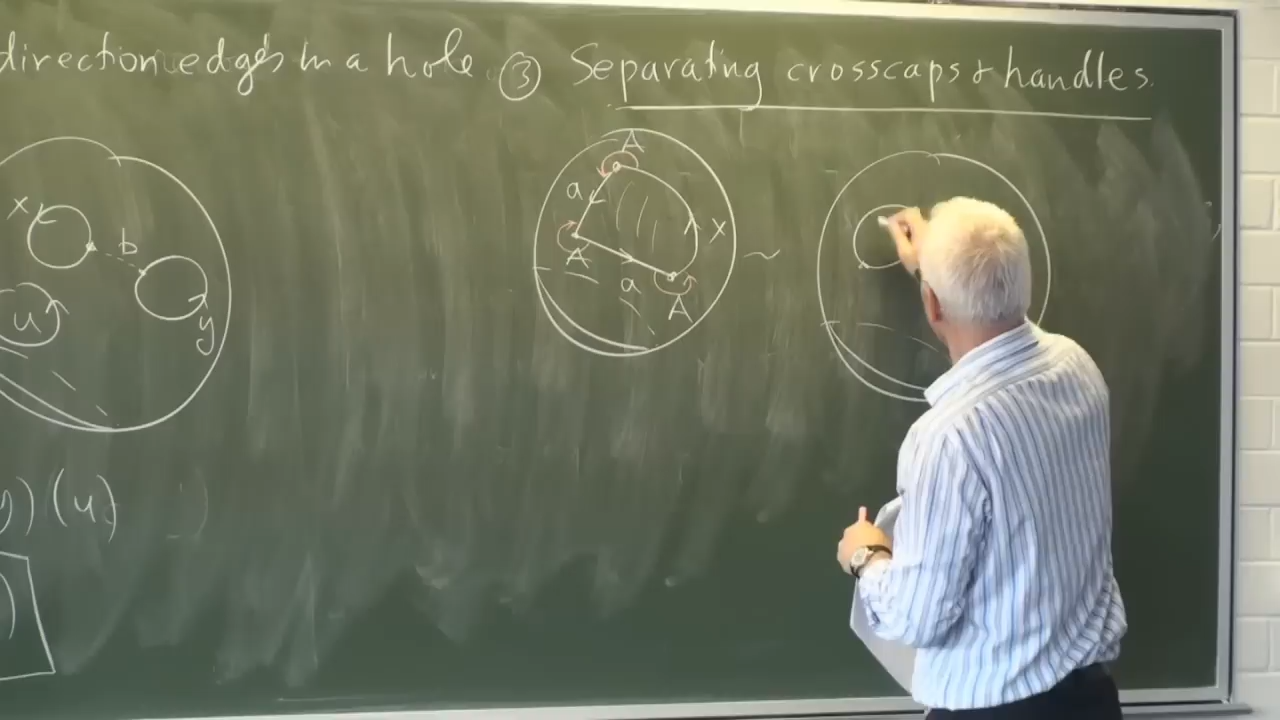 direction edges in a hole ③ Separating crosscaps + handles.
x
b
u
y
A
a
A
a
A
x
~
y) (u)
)